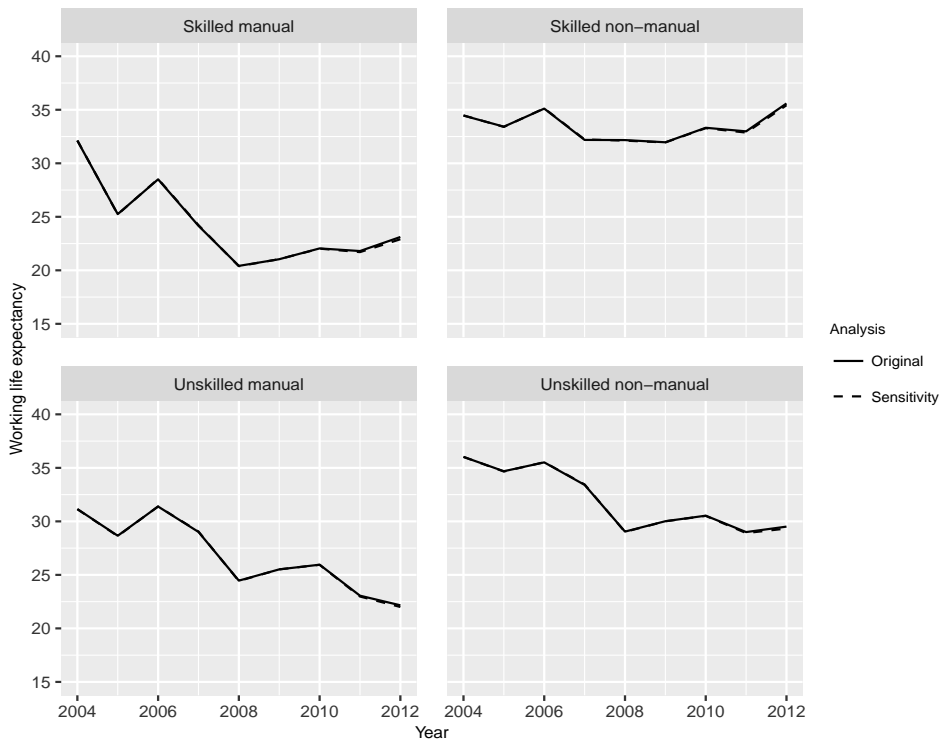 Skilled manual
Skilled non−manual
40
35
30
25
20
15
Unskilled manual
Unskilled non−manual
40
35
30
25
20
15
2004 2006 2008 2010 2012
2004 2006 2008 2010 2012
Year
Working life expectancy
Analysis
Original
Sensitivity